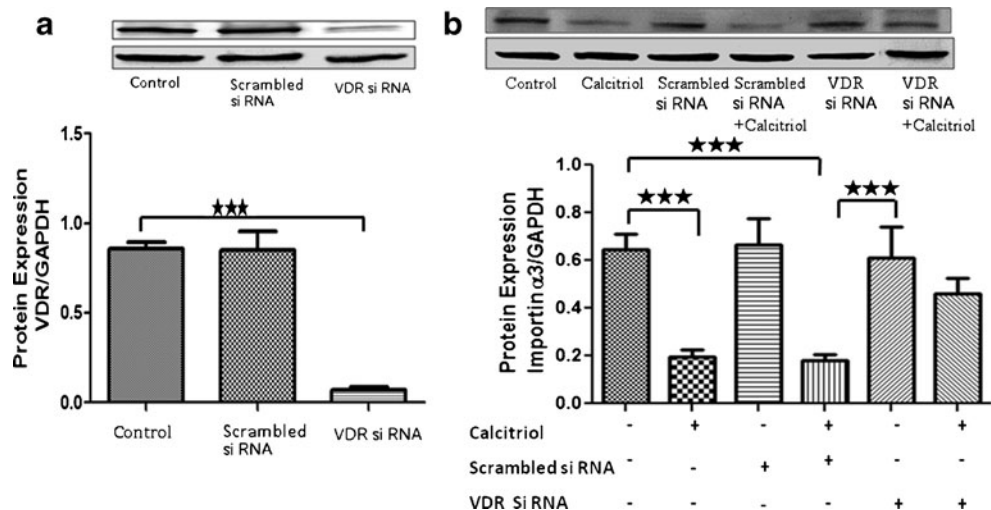 a
Control
Scrambled
si RNA
VDR si RNA
Protein Expression
VDR/GAPDH
1.5
1.0
0.5
0.0
★★★
Control
Scrambled
si RNA
VDR si RNA
b
Control
Calcitriol
Scrambled
si RNA
Scrambled
si RNA
+Calcitriol
VDR
si RNA
VDR
si RNA
+Calcitriol
Protein Expression
Importin α3/GAPDH
1.0
0.8
0.6
0.4
0.2
0.0
★★★
★★★
★★★
Calcitriol - + - + - +
Scrambled si RNA - - + + - -
VDR Si RNA - - - - + +